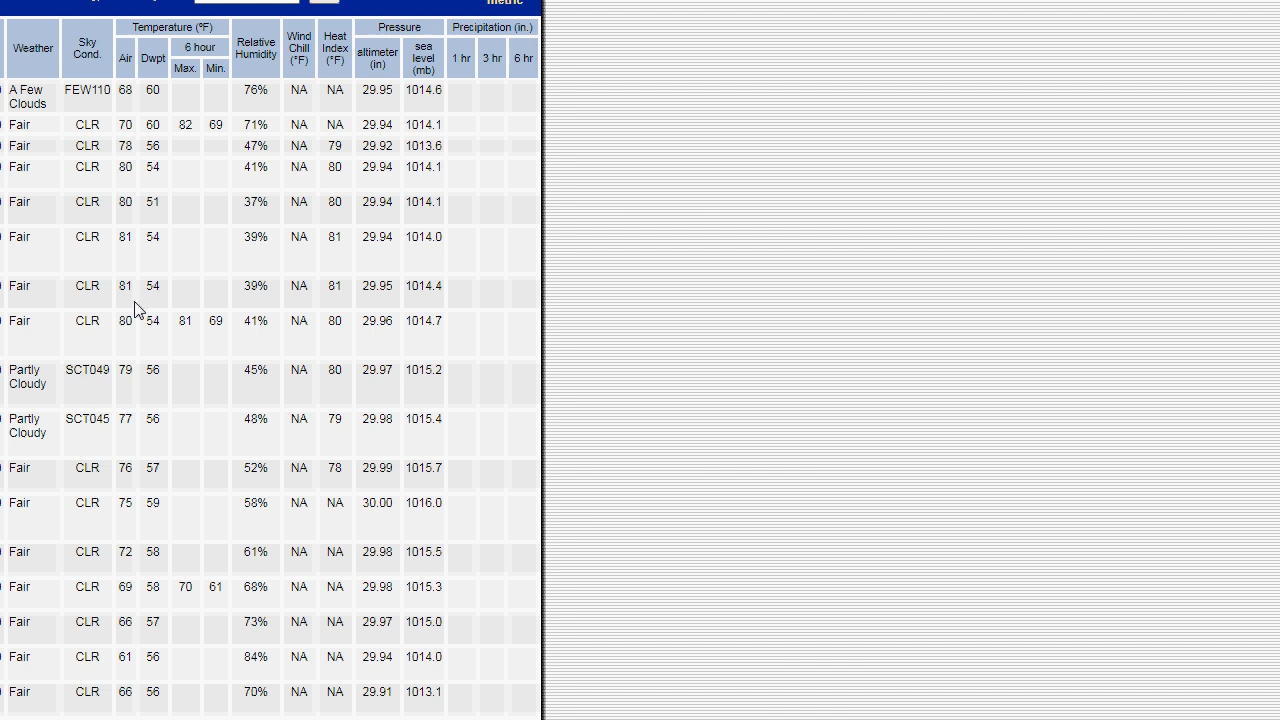 metric
Temperature (ºF) Pressure Precipitation (in.)
Weather Sky Cond. Air Dwpt 6 hour Max. Min. Relative Humidity Wind Chill (°F) Heat Index (°F) altimeter (in) sea level (mb) 1 hr 3 hr 6 hr
A Few Clouds FEW110 68 60 76% NA NA 29.95 1014.6
Fair CLR 70 60 82 69 71% NA NA 29.94 1014.1
Fair CLR 78 56 47% NA 79 29.92 1013.6
Fair CLR 80 54 41% NA 80 29.94 1014.1
Fair CLR 80 51 37% NA 80 29.94 1014.1
Fair CLR 81 54 39% NA 81 29.94 1014.0
Fair CLR 81 54 39% NA 81 29.95 1014.4
Fair CLR 80 54 81 69 41% NA 80 29.96 1014.7
Partly Cloudy SCT049 79 56 45% NA 80 29.97 1015.2
Partly Cloudy SCT045 77 56 48% NA 79 29.98 1015.4
Fair CLR 76 57 52% NA 78 29.99 1015.7
Fair CLR 75 59 58% NA NA 30.00 1016.0
Fair CLR 72 58 61% NA NA 29.98 1015.5
Fair CLR 69 58 70 61 68% NA NA 29.98 1015.3
Fair CLR 66 57 73% NA NA 29.97 1015.0
Fair CLR 61 56 84% NA NA 29.94 1014.0
Fair CLR 66 56 70% NA NA 29.91 1013.1